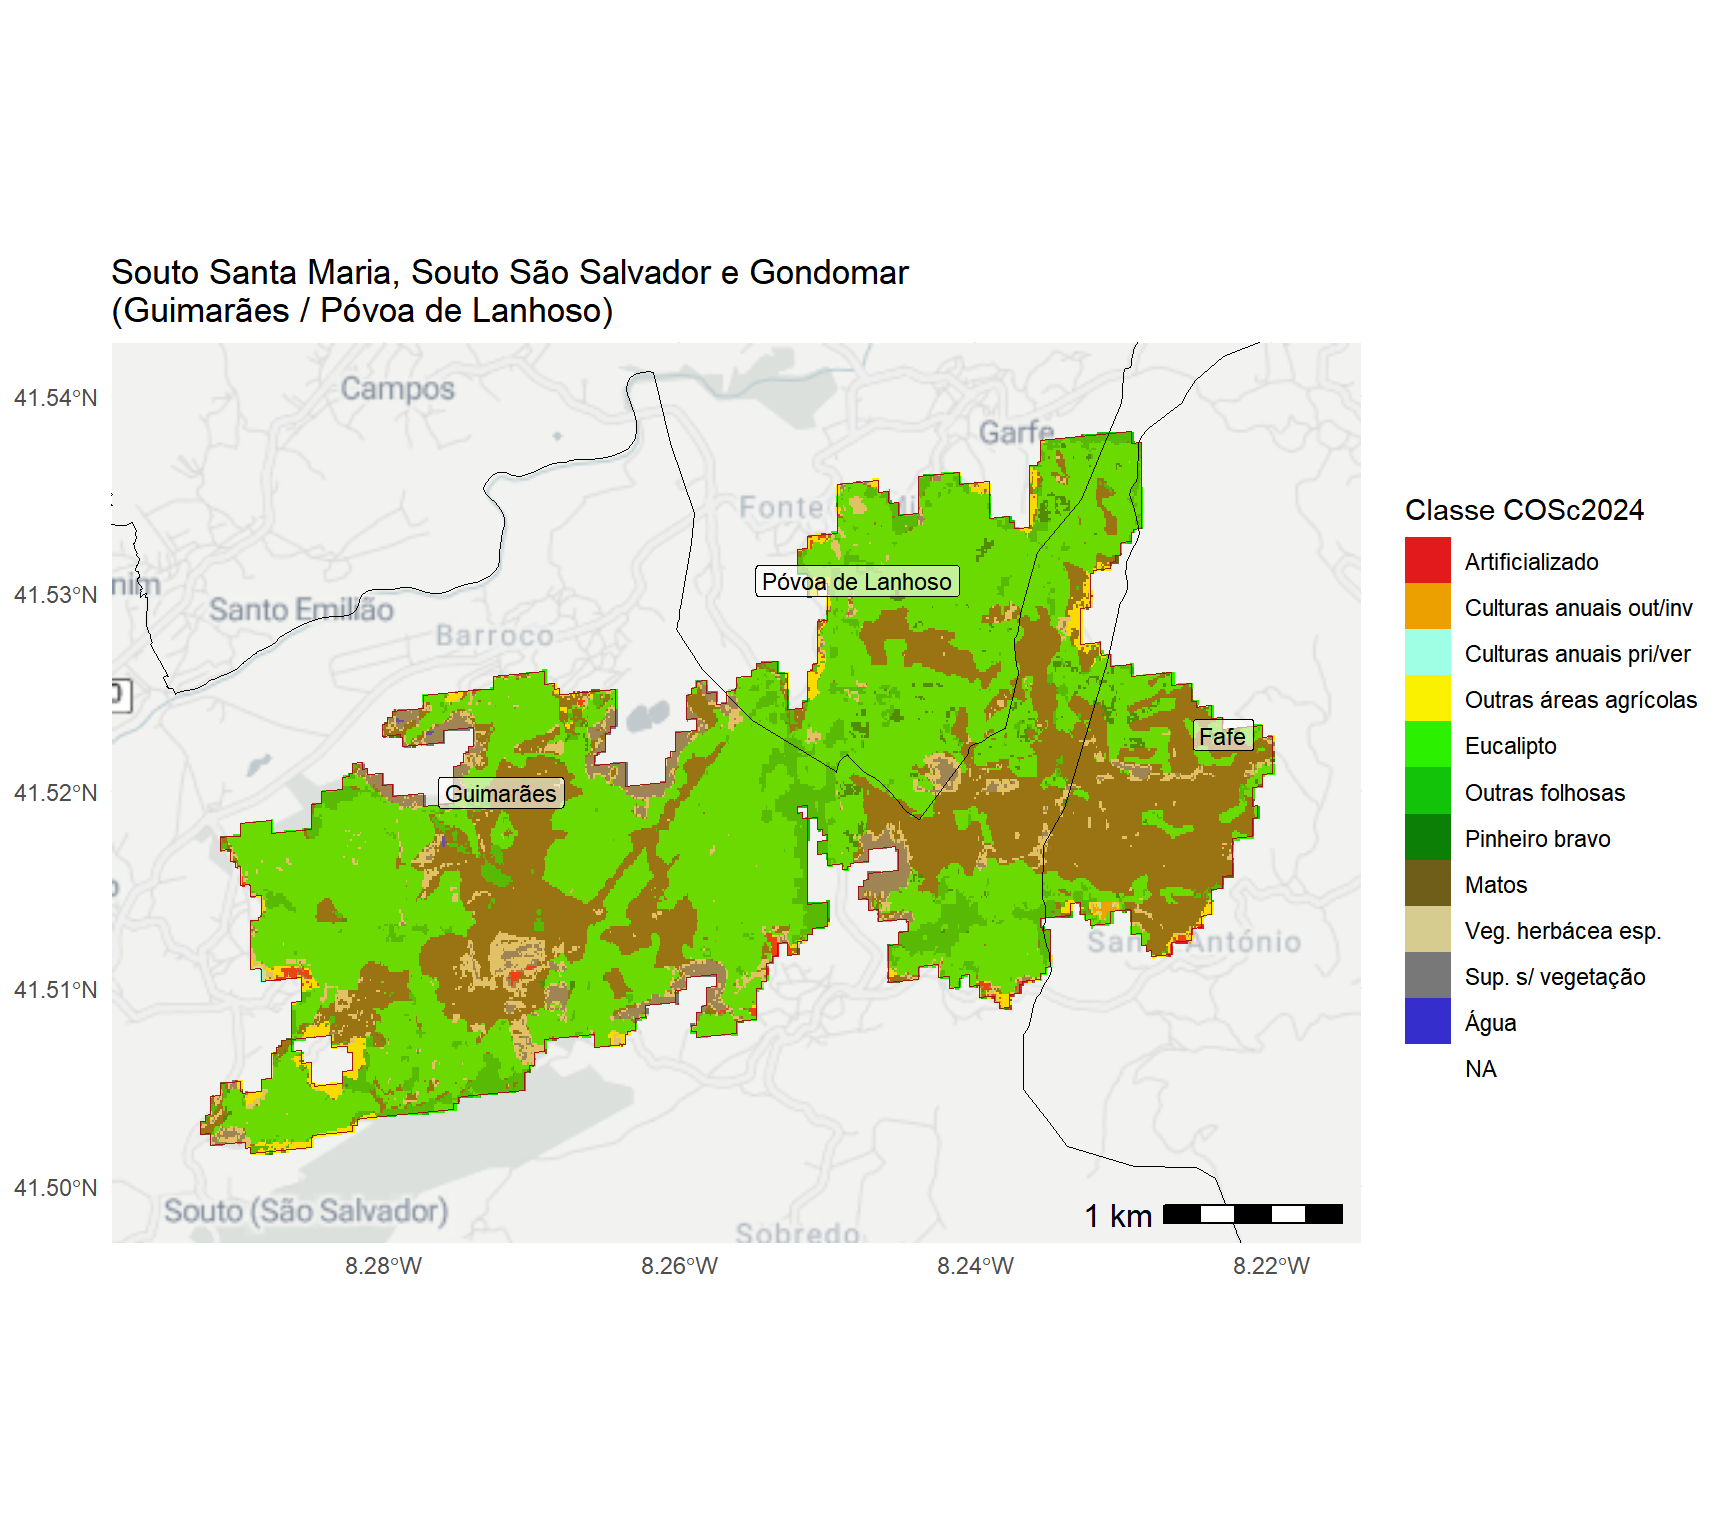 Souto Santa Maria, Souto São Salvador e Gondomar
(Guimarães / Póvoa de Lanhoso)
41.54°N
41.53°N
41.52°N
41.51°N
41.50°N
Campos
Garfe
Fonte
Póvoa de Lanhoso
nim
Santo Emilião
Barroco
Fafe
Guimarães
António
Souto (São Salvador)
Sobredo
1 km
8.28°W
8.26°W
8.24°W
8.22°W
Classe COSc2024
Artificializado
Culturas anuais out/inv
Culturas anuais pri/ver
Outras áreas agrícolas
Eucalipto
Outras folhosas
Pinheiro bravo
Matos
Veg. herbácea esp.
Sup. s/ vegetação
Água
NA